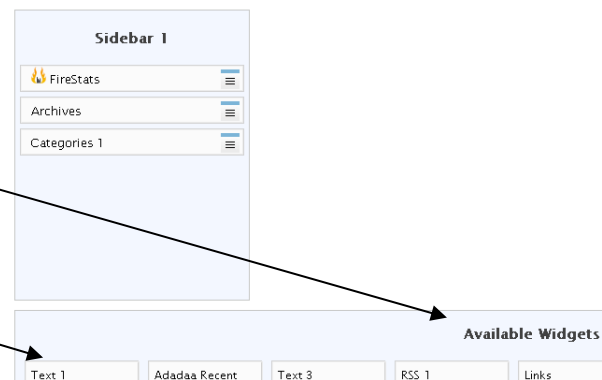 Sidebar 1
FireStats
Archives
Categories 1
Available Widgets
Text 1
Adadaa Recent
Text 3
RSS 1
Links